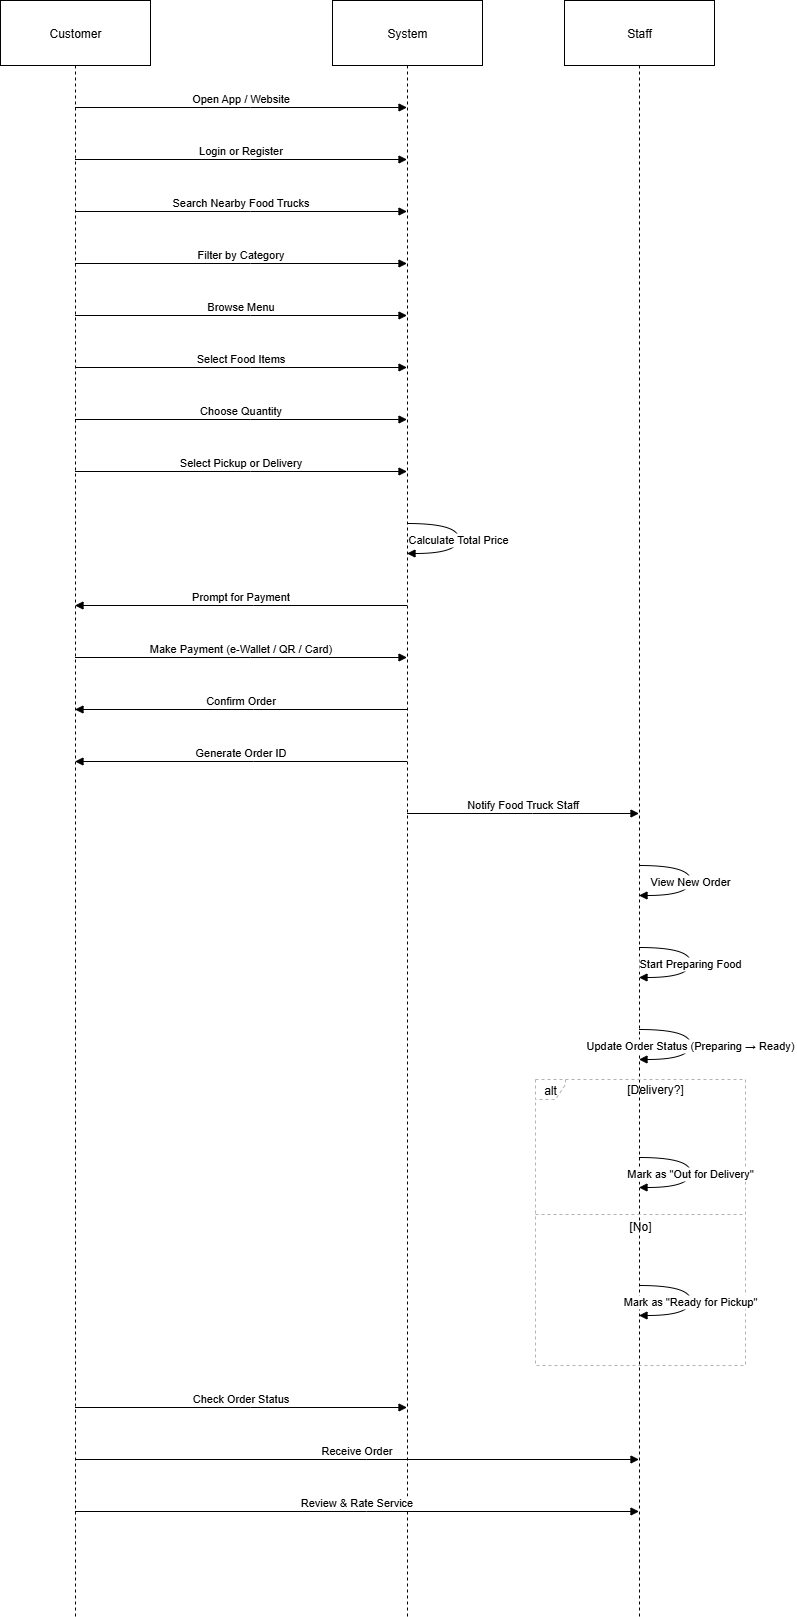 Customer
System
Staff
Open App / Website
Login or Register
Search Nearby Food Trucks
Filter by Category
Browse Menu
Select Food Items
Choose Quantity
Select Pickup or Delivery
Calculate Total Price
Prompt for Payment
Make Payment (e-Wallet / QR / Card)
Confirm Order
Generate Order ID
Notify Food Truck Staff
View New Order
Start Preparing Food
Update Order Status (Preparing → Ready)
alt
[Delivery?]
Mark as "Out for Delivery"
[No]
Mark as "Ready for Pickup"
Check Order Status
Receive Order
Review & Rate Service